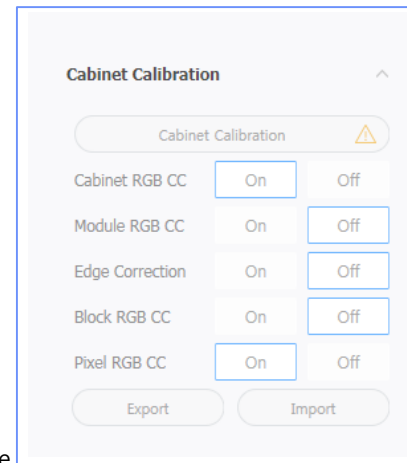 Cabinet Calibration
Cabinet Calibration
Cabinet RGB CC On Off
Module RGB CC On Off
Edge Correction On Off
Block RGB CC On Off
Pixel RGB CC On Off
Export Import
e